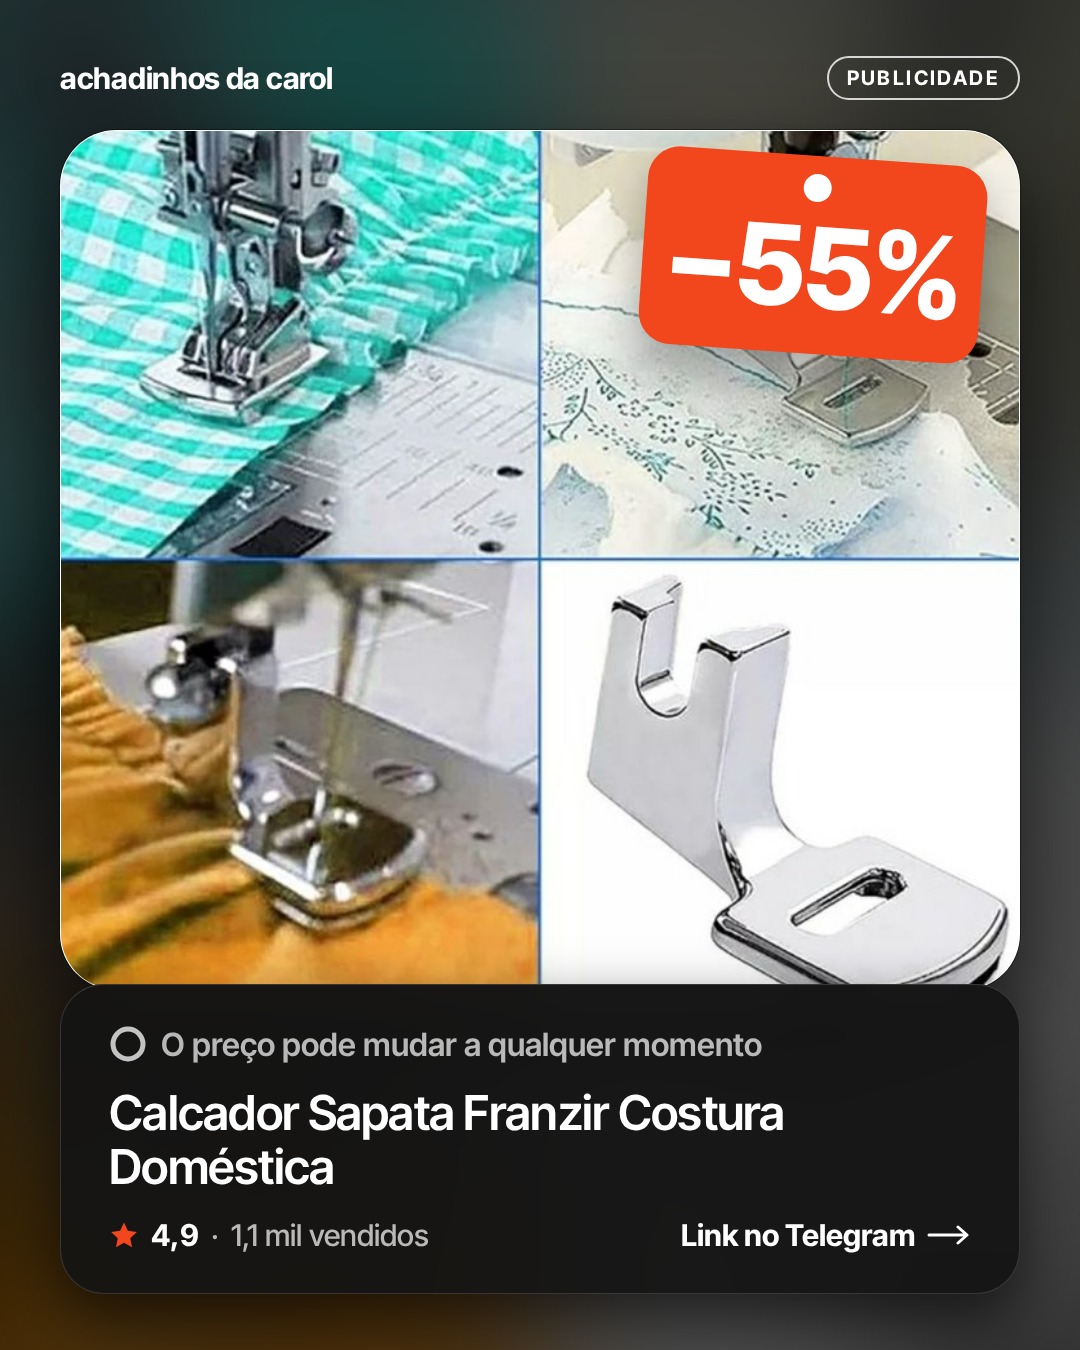 achadinhos da carol
PUBLICIDADE
−55%
O preço pode mudar a qualquer momento
Calcador Sapata Franzir Costura
Doméstica
4,9 · 1,1 mil vendidos
Link no Telegram →